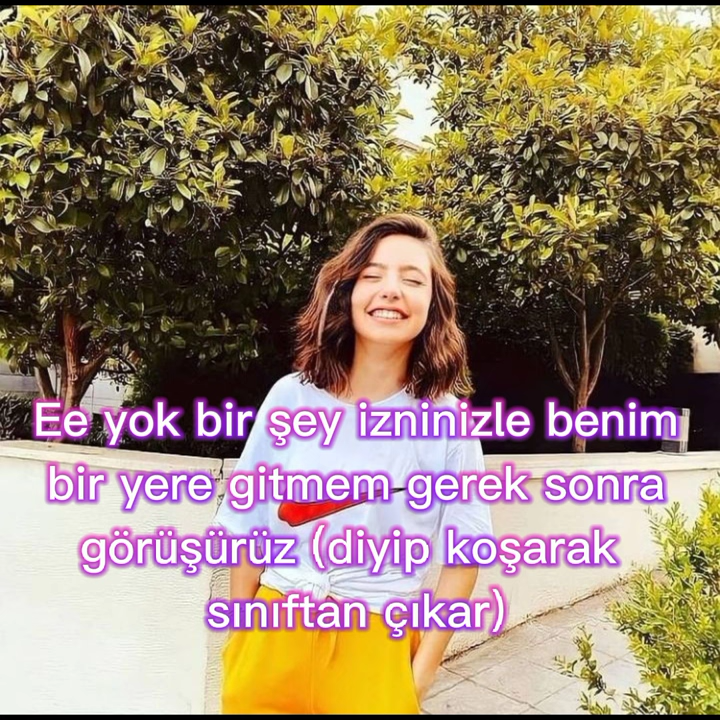 Ee yok bir şey izninizle benim
bir yere gitmem gerek sonra
görüşürüz (diyip koşarak
sınıftan çıkar)